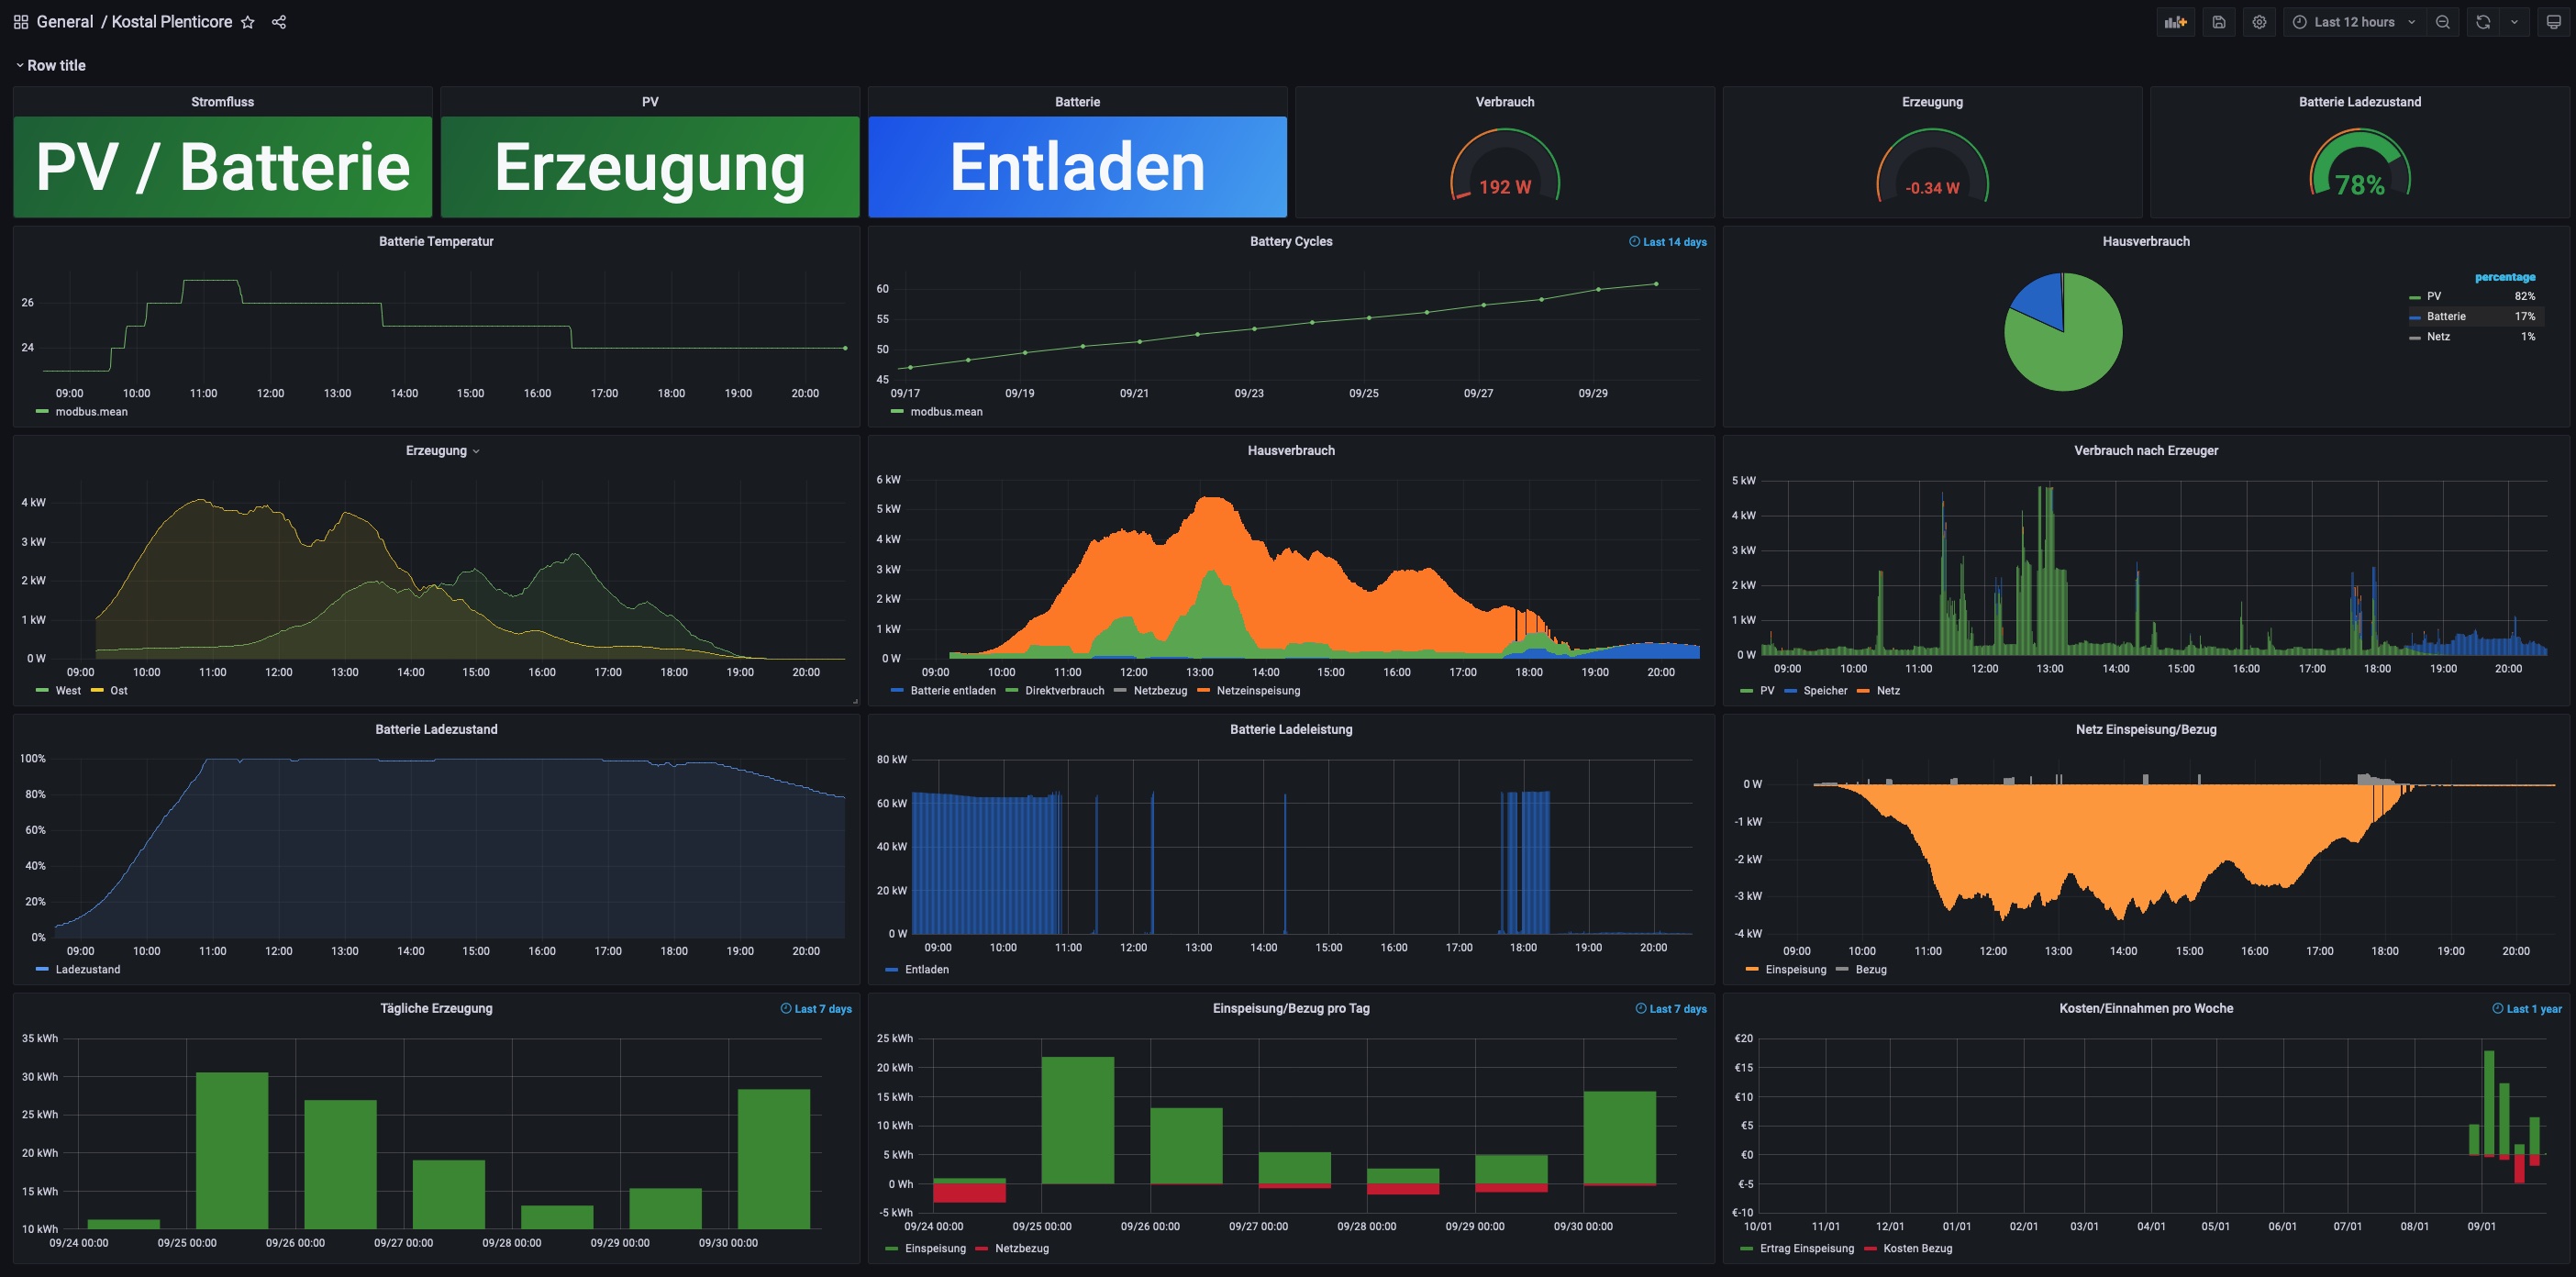 General / Kostal Plenticore
Last 12 hours
Row title
Stromfluss
PV / Batterie
PV
Erzeugung
Batterie
Entladen
Verbrauch
192 W
Erzeugung
-0.34 W
Batterie Ladezustand
78%
Batterie Temperatur
26
24
09:00 10:00 11:00 12:00 13:00 14:00 15:00 16:00 17:00 18:00 19:00 20:00
modbus.mean
Battery Cycles
Last 14 days
60
55
50
45
09/17 09/19 09/21 09/23 09/25 09/27 09/29
modbus.mean
Hausverbrauch
percentage
PV 82%
Batterie 17%
Netz 1%
Erzeugung
4 kW
3 kW
2 kW
1 kW
0 W
09:00 10:00 11:00 12:00 13:00 14:00 15:00 16:00 17:00 18:00 19:00 20:00
West Ost
Hausverbrauch
6 kW
5 kW
4 kW
3 kW
2 kW
1 kW
0 W
09:00 10:00 11:00 12:00 13:00 14:00 15:00 16:00 17:00 18:00 19:00 20:00
Batterie entladen Direktverbrauch Netzbezug Netzeinspeisung
Verbrauch nach Erzeuger
5 kW
4 kW
3 kW
2 kW
1 kW
0 W
09:00 10:00 11:00 12:00 13:00 14:00 15:00 16:00 17:00 18:00 19:00 20:00
PV Speicher Netz
Batterie Ladezustand
100%
80%
60%
40%
20%
0%
09:00 10:00 11:00 12:00 13:00 14:00 15:00 16:00 17:00 18:00 19:00 20:00
Ladezustand
Batterie Ladeleistung
80 kW
60 kW
40 kW
20 kW
0 W
09:00 10:00 11:00 12:00 13:00 14:00 15:00 16:00 17:00 18:00 19:00 20:00
Entladen
Netz Einspeisung/Bezug
0 W
-1 kW
-2 kW
-3 kW
-4 kW
09:00 10:00 11:00 12:00 13:00 14:00 15:00 16:00 17:00 18:00 19:00 20:00
Einspeisung Bezug
Tägliche Erzeugung
Last 7 days
35 kWh
30 kWh
25 kWh
20 kWh
15 kWh
10 kWh
09/24 00:00 09/25 00:00 09/26 00:00 09/27 00:00 09/28 00:00 09/29 00:00 09/30 00:00
Einspeisung/Bezug pro Tag
Last 7 days
25 kWh
20 kWh
15 kWh
10 kWh
5 kWh
0 Wh
-5 kWh
09/24 00:00 09/25 00:00 09/26 00:00 09/27 00:00 09/28 00:00 09/29 00:00 09/30 00:00
Einspeisung Netzbezug
Kosten/Einnahmen pro Woche
Last 1 year
€20
€15
€10
€5
€0
€-5
€-10
10/01 11/01 12/01 01/01 02/01 03/01 04/01 05/01 06/01 07/01 08/01 09/01
Ertrag Einspeisung Kosten Bezug